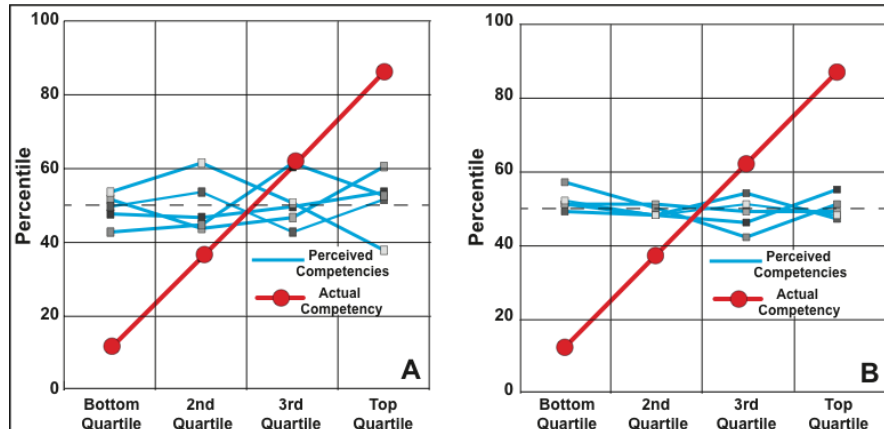 100
80
60
40
20
0
Percentile
Perceived
Competencies
Actual
Competency
A
Bottom
Quartile
2nd
Quartile
3rd
Quartile
Top
Quartile
100
80
60
40
20
0
Percentile
Perceived
Competencies
Actual
Competency
B
Bottom
Quartile
2nd
Quartile
3rd
Quartile
Top
Quartile